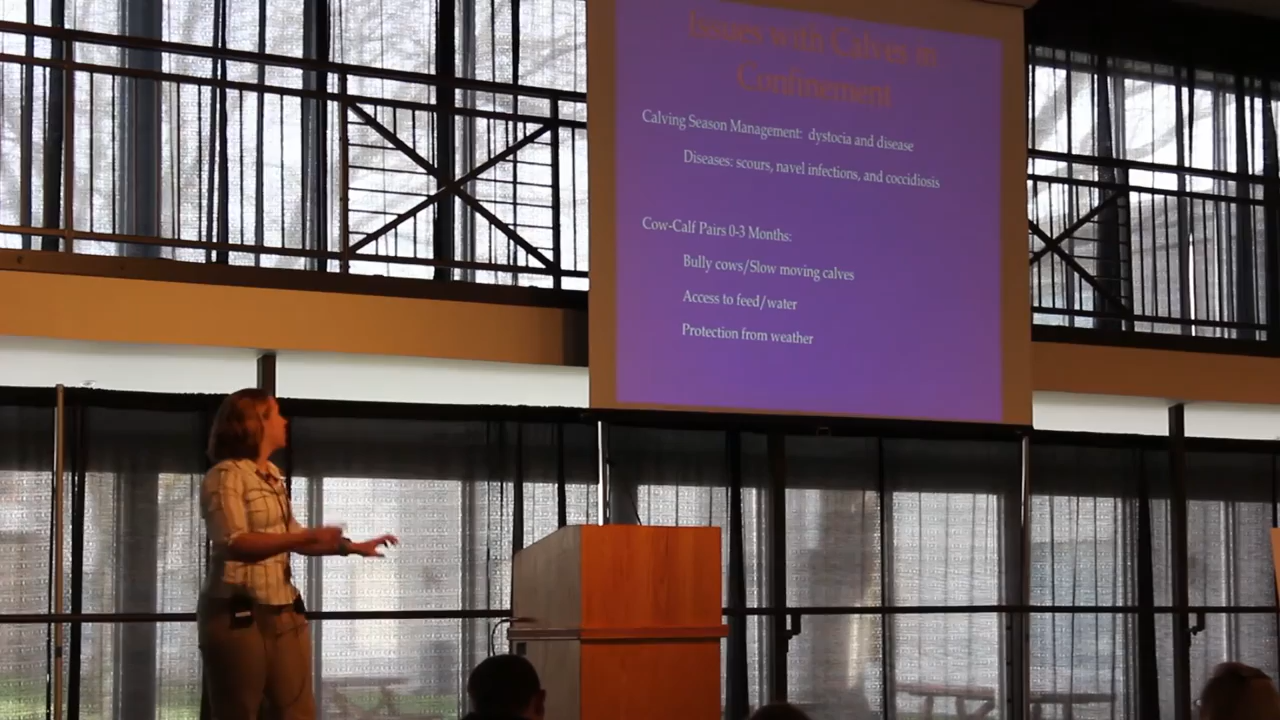 Issues with Calves in
Confinement
Calving Season Management: dystocia and disease
Diseases: scours, navel infections, and coccidiosis
Cow-Calf Pairs 0-3 Months:
Bully cows/Slow moving calves
Access to feed/water
Protection from weather